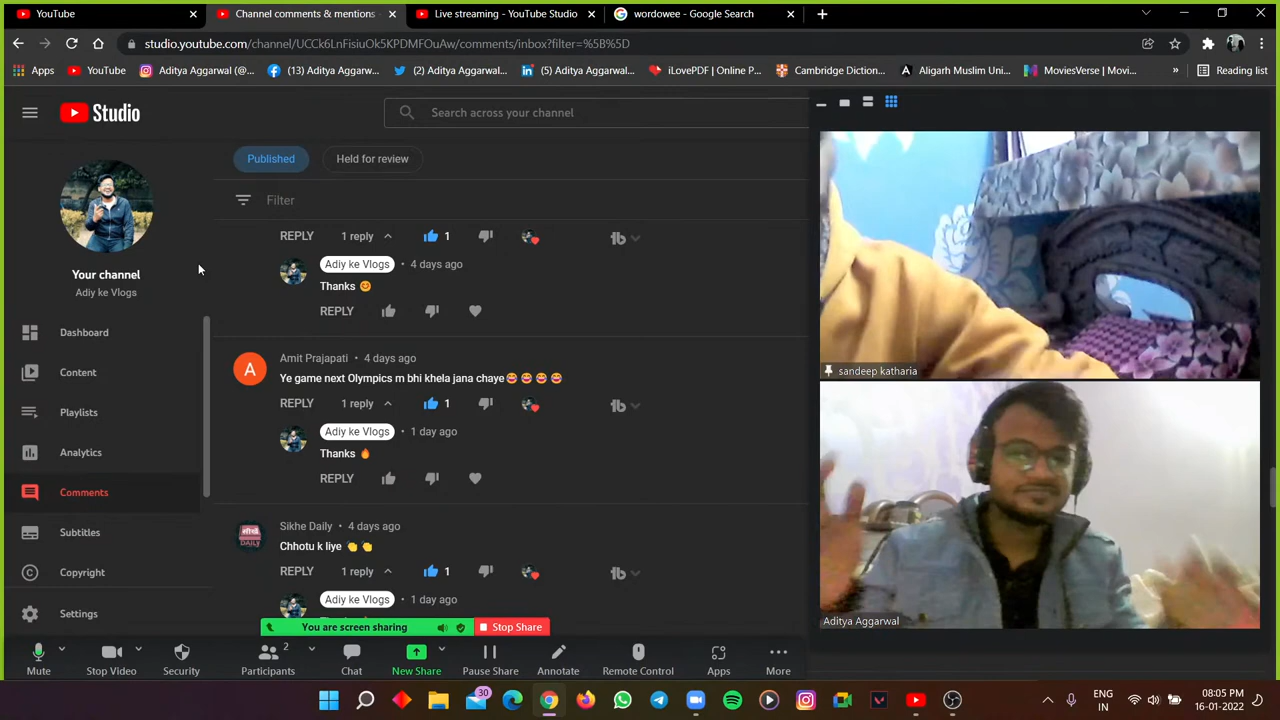 YouTube
Channel comments & mentions
Live streaming - YouTube Studio
wordowee - Google Search
studio.youtube.com/channel/UCCk6LnFisiuOk5KPDMFOuAw/comments/inbox?filter=%5B%5D
Apps
YouTube
Aditya Aggarwal (@...
(13) Aditya Aggarw...
(2) Aditya Aggarwal...
(5) Aditya Aggarwal...
iLovePDF | Online P...
Cambridge Diction...
Aligarh Muslim Uni...
MoviesVerse | Movi...
»
Reading list
Studio
Search across your channel
Published
Held for review
Filter
Your channel
Adiy ke Vlogs
Dashboard
Content
Playlists
Analytics
Comments
Subtitles
Copyright
Settings
REPLY 1 reply 1
Adiy ke Vlogs • 4 days ago
Thanks 😊
REPLY
A
Amit Prajapati • 4 days ago
Ye game next Olympics m bhi khela jana chaye😂 😂 😂 😂
REPLY 1 reply 1
Adiy ke Vlogs • 1 day ago
Thanks 🔥
REPLY
Sikhe Daily • 4 days ago
Chhotu k liye 👏 👏
REPLY 1 reply 1
Adiy ke Vlogs • 1 day ago
sandeep katharia
Aditya Aggarwal
You are screen sharing
Stop Share
Mute
Stop Video
Security
Participants 2
Chat
New Share
Pause Share
Annotate
Remote Control
Apps
More
30
ENG
IN
08:05 PM
16-01-2022